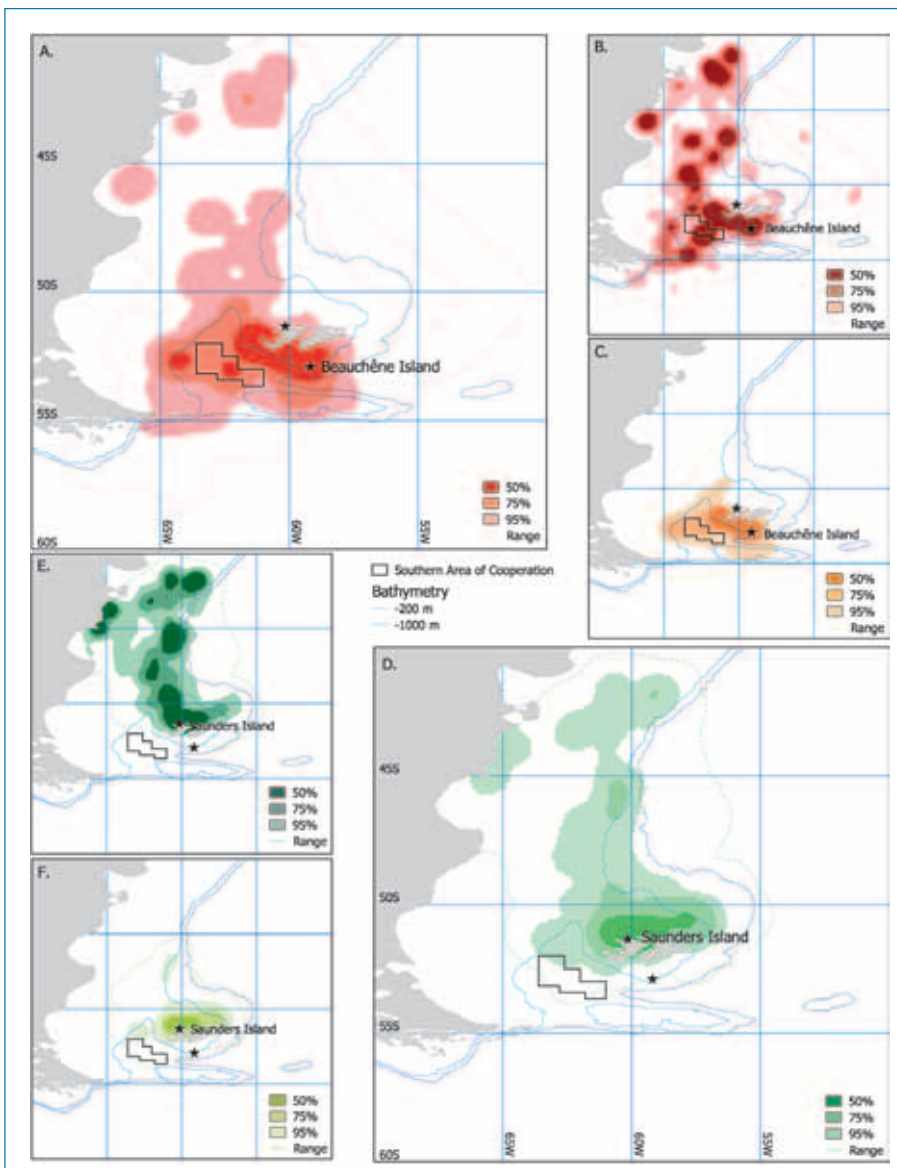 A.
45S
50S
55S
60S
65W
60W
55W
Beauchêne Island
50%
75%
95%
Range
B.
Beauchêne Island
50%
75%
95%
Range
C.
Beauchêne Island
50%
75%
95%
Range
E.
Saunders Island
50%
75%
95%
Range
Southern Area of Cooperation
Bathymetry
-200 m
-1000 m
D.
45S
50S
55S
60S
65W
60W
55W
Saunders Island
50%
75%
95%
Range
F.
Saunders Island
50%
75%
95%
Range